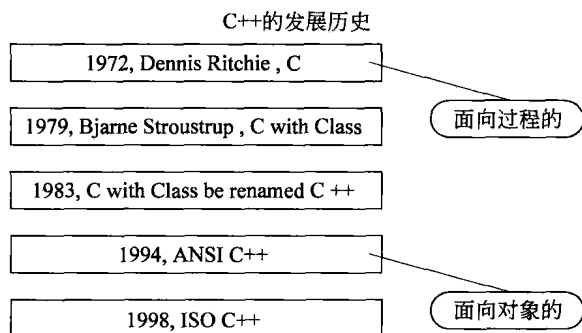 C++的发展历史
1972, Dennis Ritchie , C
面向过程的
1979, Bjarne Stroustrup , C with Class
1983, C with Class be renamed C ++
1994, ANSI C++
面向对象的
1998, ISO C++